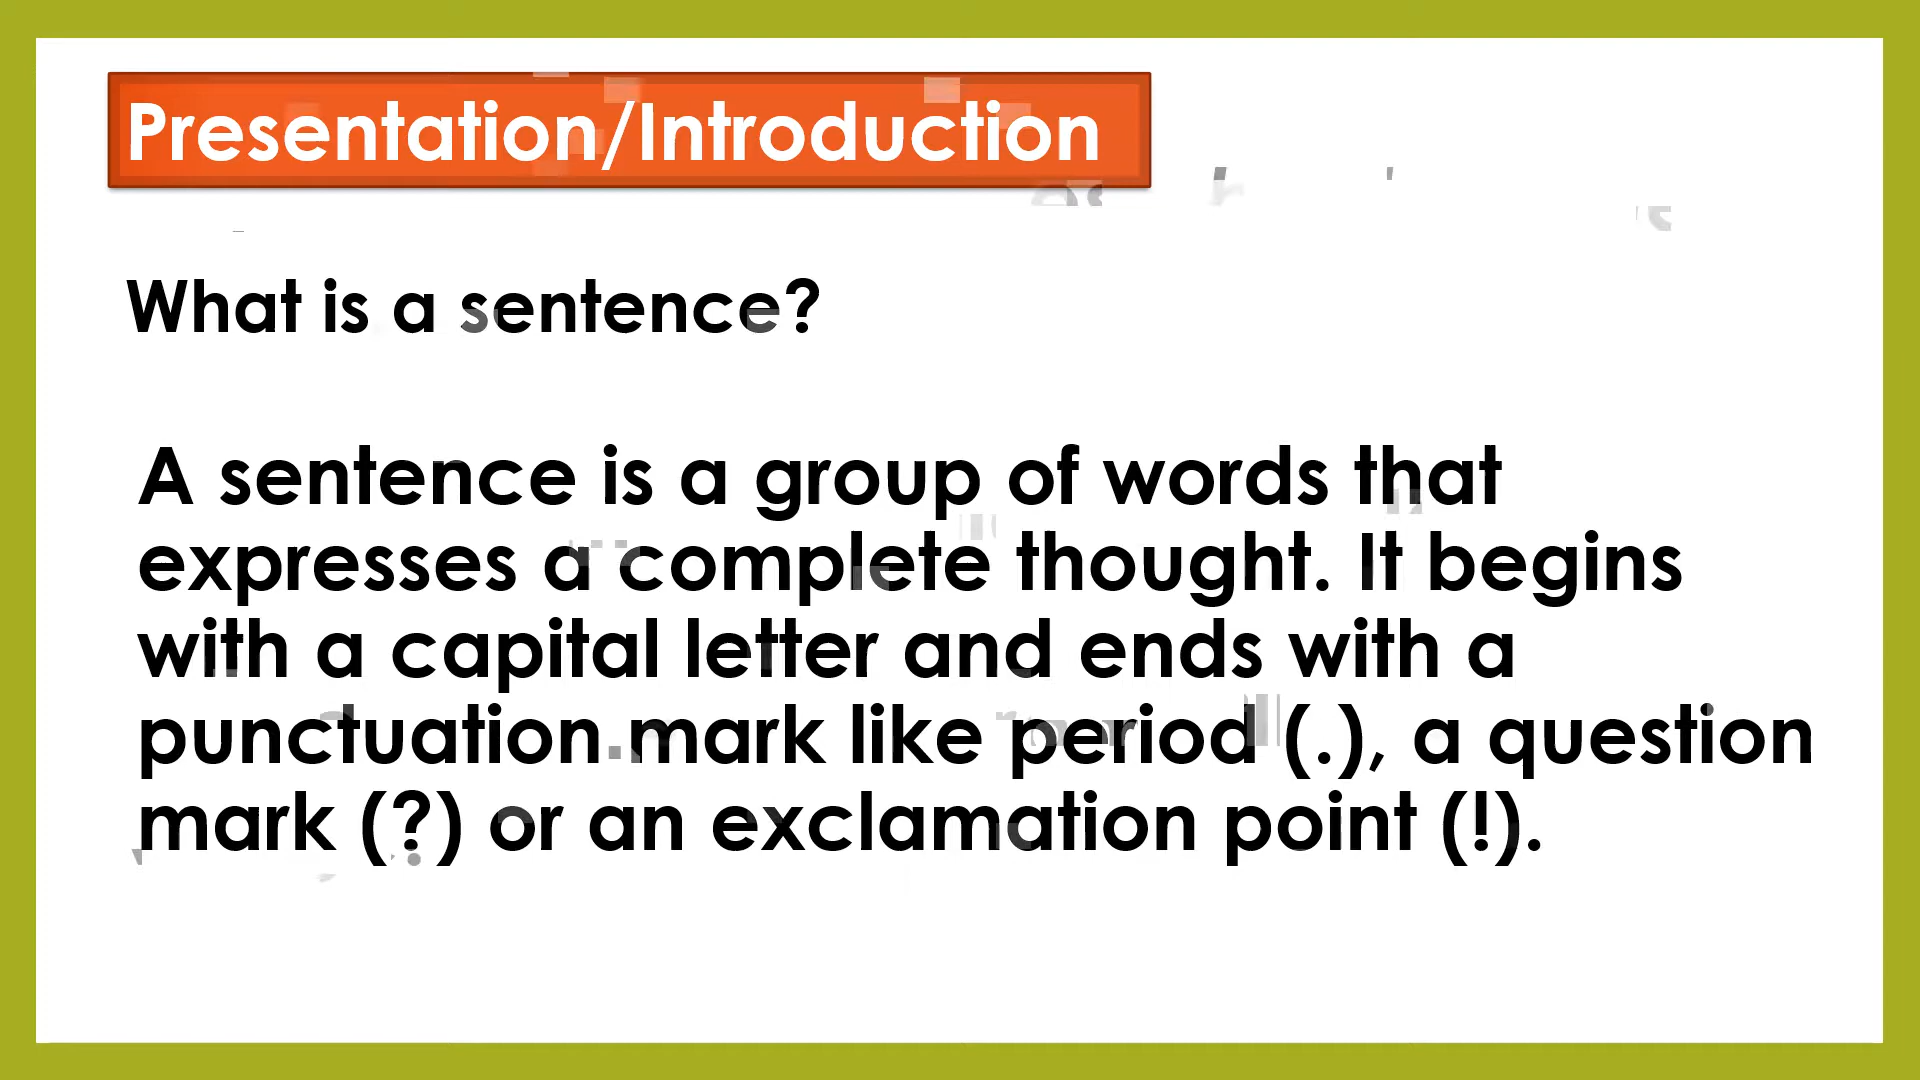 Presentation/Introduction
What is a sentence?
A sentence is a group of words that
expresses a complete thought. It begins
with a capital letter and ends with a
punctuation mark like period (.), a question
mark (?) or an exclamation point (!).